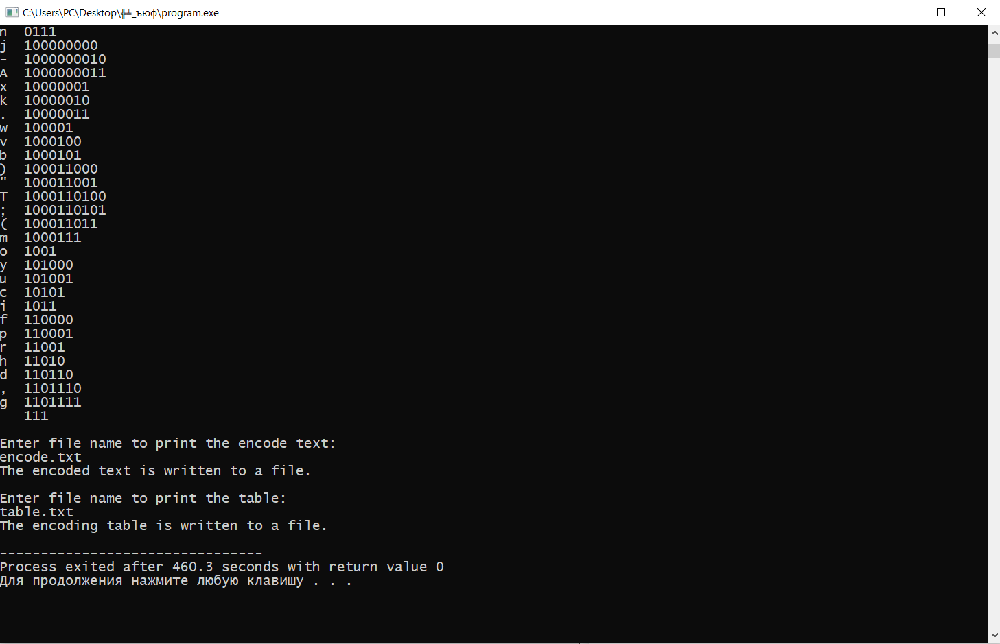 C:\Users\PC\Desktop\╬╧_ъюф\program.exe
n  0111
j  100000000
-  1000000010
A  1000000011
x  10000001
k  10000010
.  10000011
w  100001
v  1000100
b  1000101
)  100011000
"  100011001
T  1000110100
;  1000110101
(  100011011
m  1000111
o  1001
y  101000
u  101001
c  10101
i  1011
f  110000
p  110001
r  11001
h  11010
d  110110
,  1101110
g  1101111
   111
Enter file name to print the encode text:
encode.txt
The encoded text is written to a file.
Enter file name to print the table:
table.txt
The encoding table is written to a file.
--------------------------------
Process exited after 460.3 seconds with return value 0
Для продолжения нажмите любую клавишу . . .